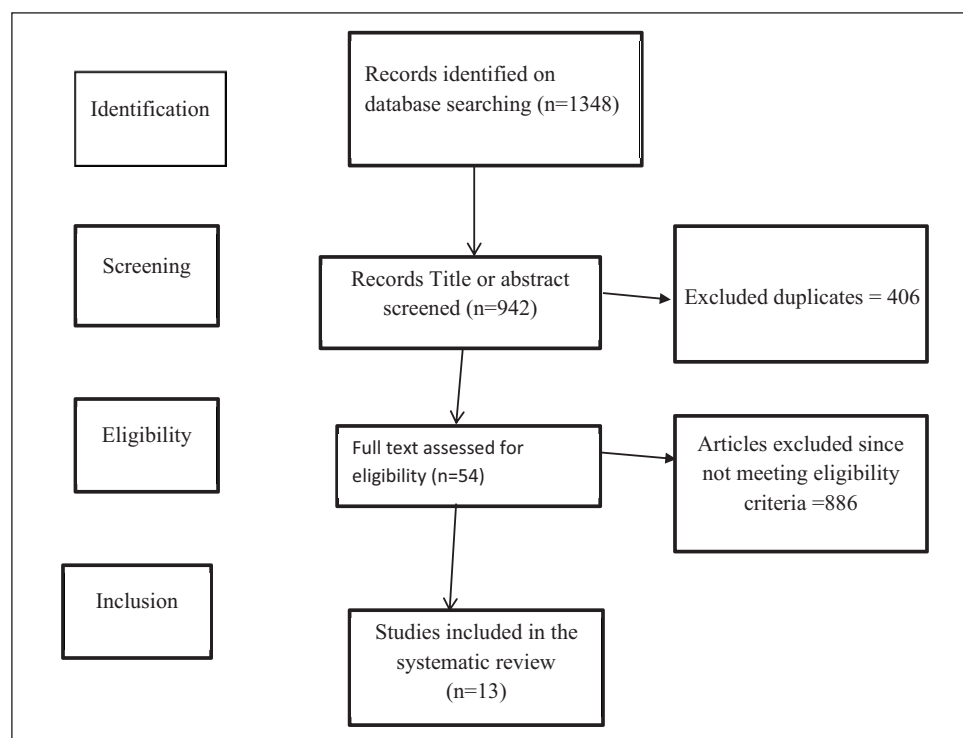 Identification
Records identified on
database searching (n=1348)
Screening
Records Title or abstract
screened (n=942)
Excluded duplicates = 406
Eligibility
Full text assessed for
eligibility (n=54)
Articles excluded since
not meeting eligibility
criteria =886
Inclusion
Studies included in the
systematic review
(n=13)